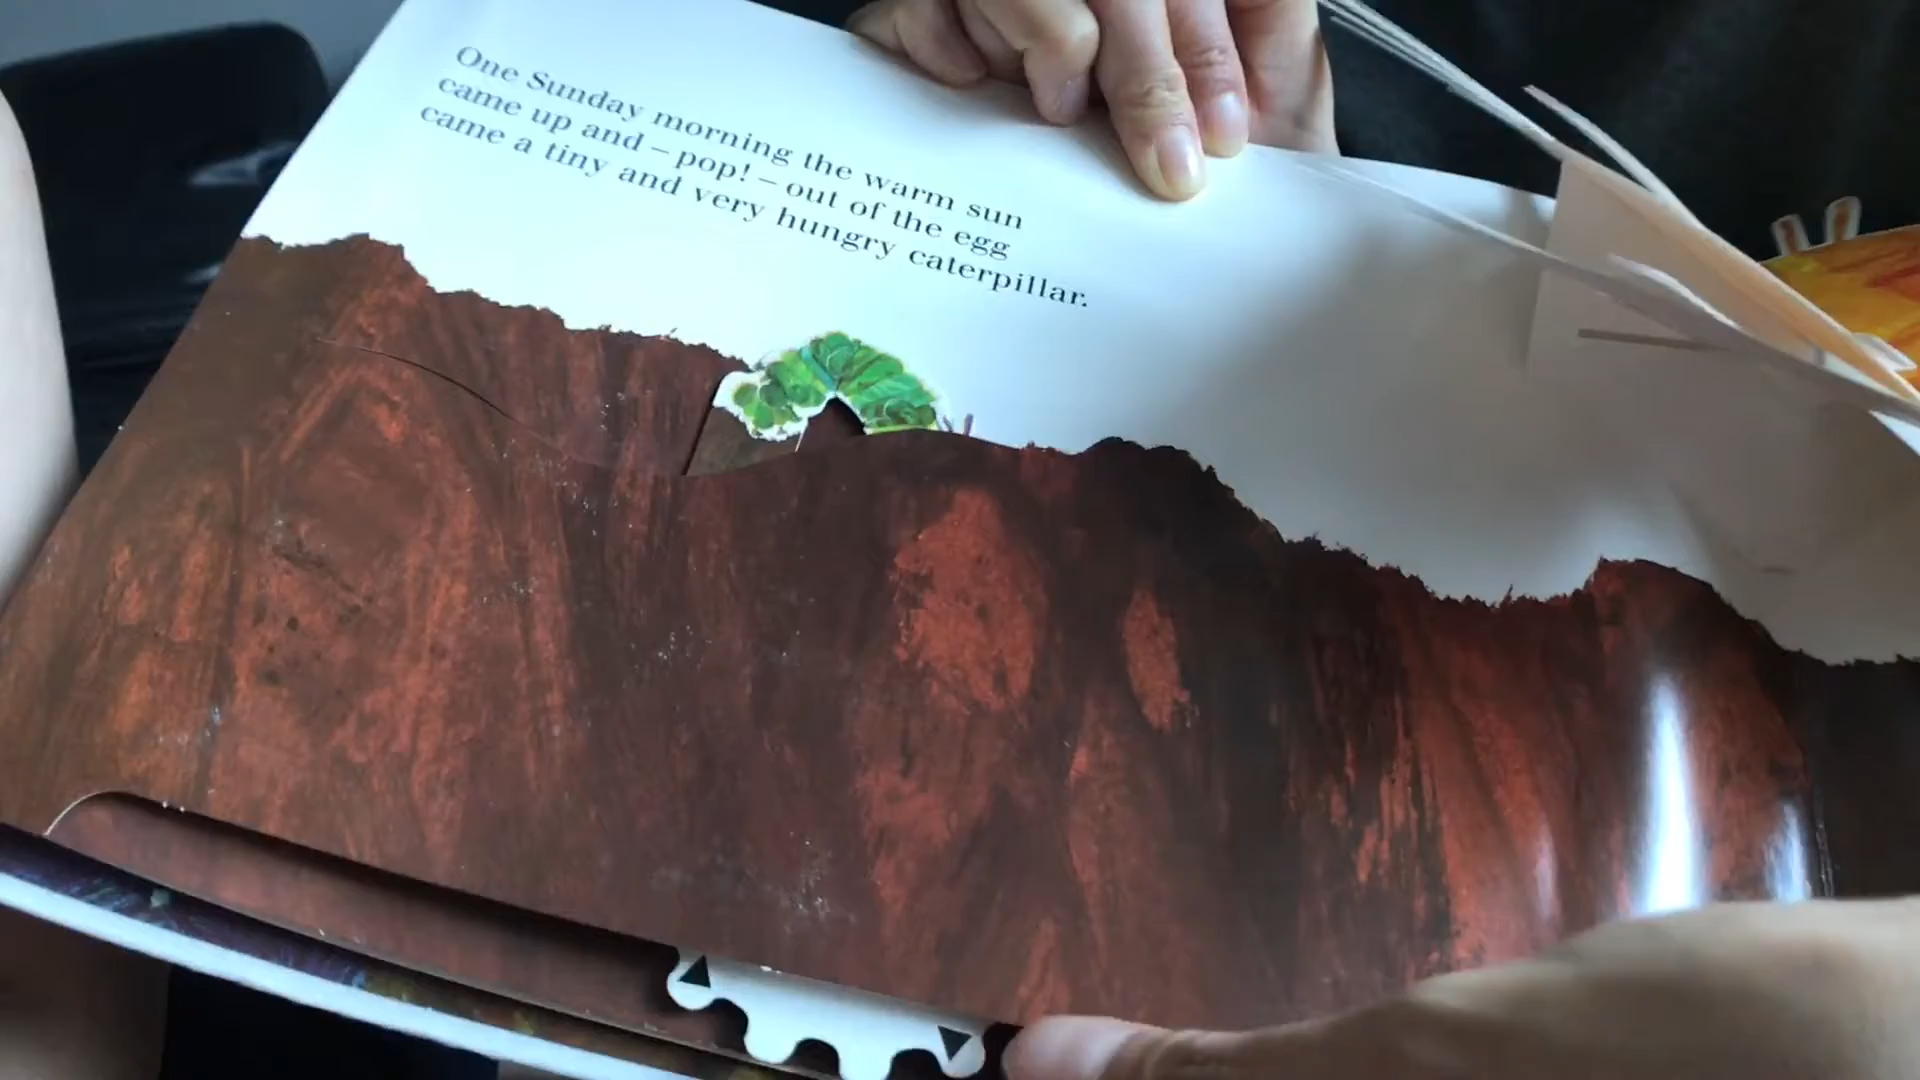 One Sunday morning the warm sun
came up and – pop! – out of the egg
came a tiny and very hungry caterpillar.